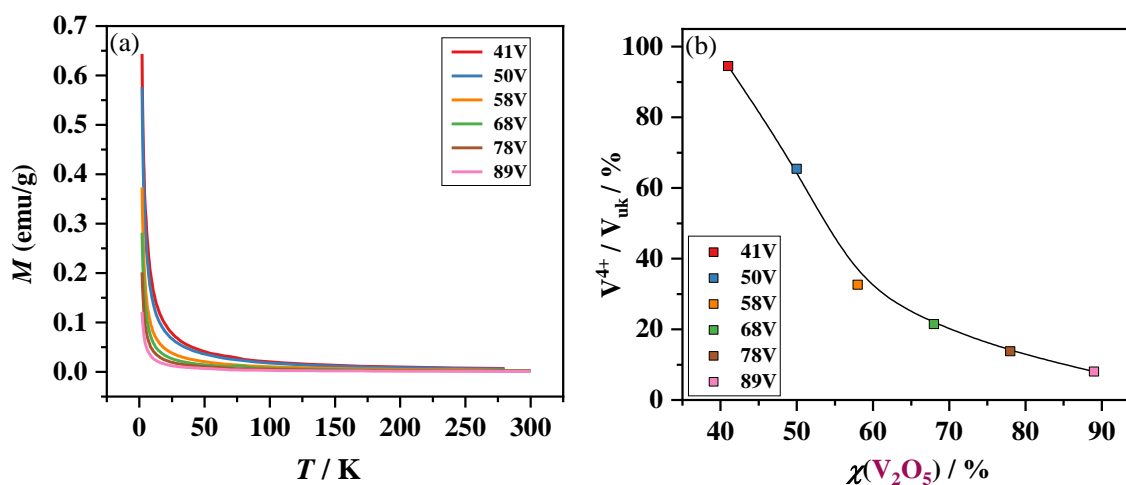 (a)
M (emu/g)
0.7
0.6
0.5
0.4
0.3
0.2
0.1
0.0
41V
50V
58V
68V
78V
89V
0 50 100 150 200 250 300
T / K
(b)
V⁴⁺ / Vᵤₖ / %
100
80
60
40
20
0
41V
50V
58V
68V
78V
89V
40 50 60 70 80 90
χ(V₂O₅) / %